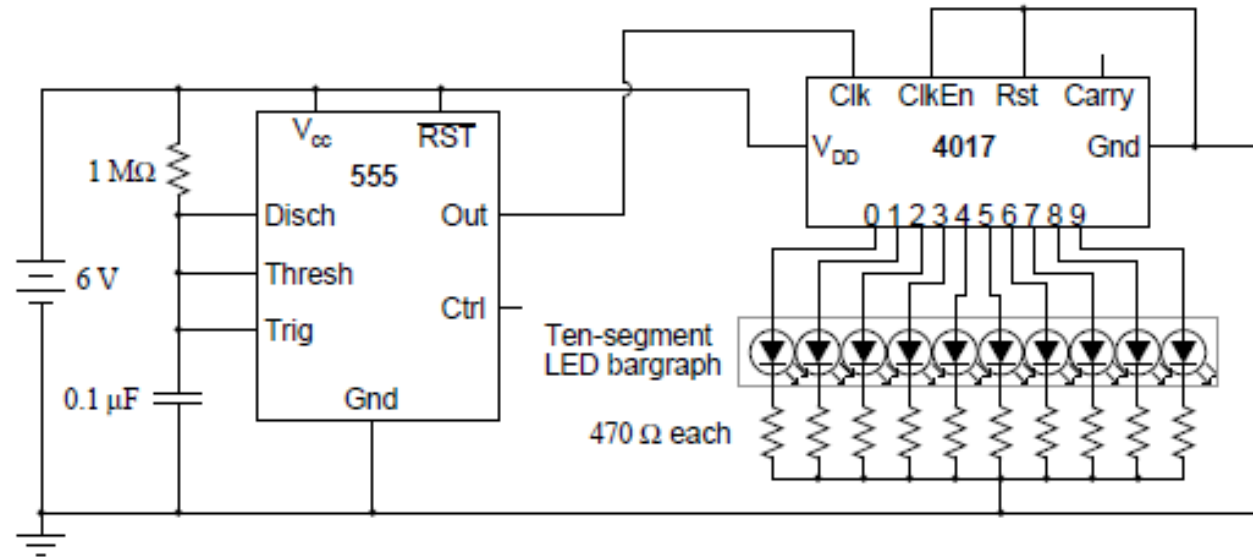 Clk ClkEn Rst Carry
V_cc R̅S̅T̅
V_DD 4017 Gnd
1 MΩ
555
Disch Out
0 1 2 3 4 5 6 7 8 9
6 V
Thresh
Ctrl
Trig
Ten-segment
LED bargraph
0.1 μF
Gnd
470 Ω each